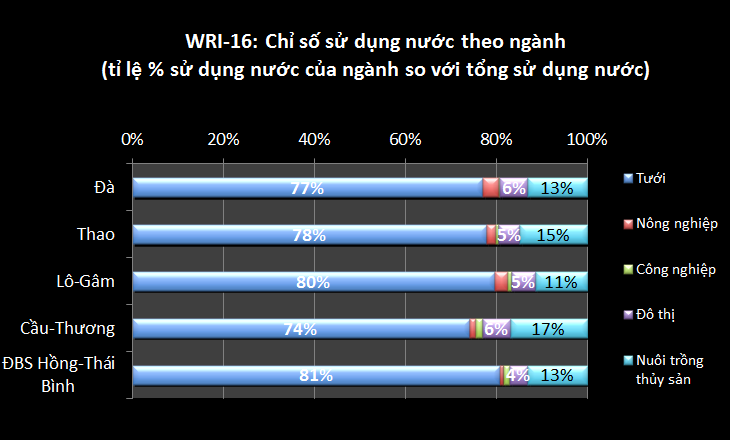 WRI-16: Chỉ số sử dụng nước theo ngành
(tỉ lệ % sử dụng nước của ngành so với tổng sử dụng nước)
0% 20% 40% 60% 80% 100%
Đà 77% 6% 13%
Thao 78% 5% 15%
Lô-Gâm 80% 5% 11%
Cầu-Thương 74% 6% 17%
ĐBS Hồng-Thái
Bình
81% 4% 13%
Tưới
Nông nghiệp
Công nghiệp
Đô thị
Nuôi trồng
thủy sản